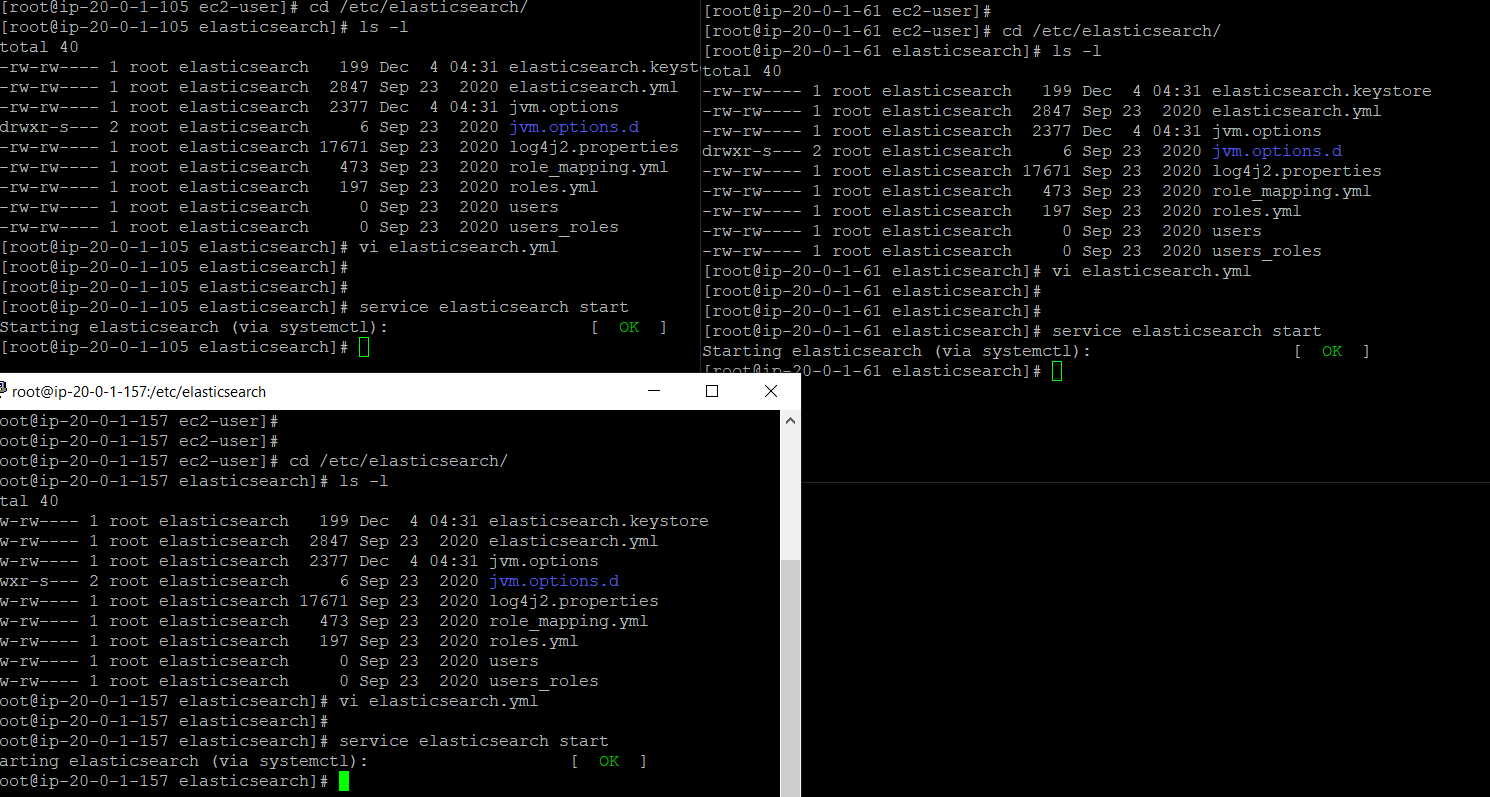 [root@ip-20-0-1-105 ec2-user]# cd /etc/elasticsearch/
[root@ip-20-0-1-105 elasticsearch]# ls -l
total 40
-rw-rw---- 1 root elasticsearch   199 Dec  4 04:31 elasticsearch.keyst
-rw-rw---- 1 root elasticsearch  2847 Sep 23  2020 elasticsearch.yml
-rw-rw---- 1 root elasticsearch  2377 Dec  4 04:31 jvm.options
drwxr-s--- 2 root elasticsearch     6 Sep 23  2020 jvm.options.d
-rw-rw---- 1 root elasticsearch 17671 Sep 23  2020 log4j2.properties
-rw-rw---- 1 root elasticsearch   473 Sep 23  2020 role_mapping.yml
-rw-rw---- 1 root elasticsearch   197 Sep 23  2020 roles.yml
-rw-rw---- 1 root elasticsearch     0 Sep 23  2020 users
-rw-rw---- 1 root elasticsearch     0 Sep 23  2020 users_roles
[root@ip-20-0-1-105 elasticsearch]# vi elasticsearch.yml
[root@ip-20-0-1-105 elasticsearch]#
[root@ip-20-0-1-105 elasticsearch]#
[root@ip-20-0-1-105 elasticsearch]# service elasticsearch start
Starting elasticsearch (via systemctl):                    [  OK  ]
[root@ip-20-0-1-105 elasticsearch]#
[root@ip-20-0-1-61 ec2-user]#
[root@ip-20-0-1-61 ec2-user]# cd /etc/elasticsearch/
[root@ip-20-0-1-61 elasticsearch]# ls -l
total 40
-rw-rw---- 1 root elasticsearch   199 Dec  4 04:31 elasticsearch.keystore
-rw-rw---- 1 root elasticsearch  2847 Sep 23  2020 elasticsearch.yml
-rw-rw---- 1 root elasticsearch  2377 Dec  4 04:31 jvm.options
drwxr-s--- 2 root elasticsearch     6 Sep 23  2020 jvm.options.d
-rw-rw---- 1 root elasticsearch 17671 Sep 23  2020 log4j2.properties
-rw-rw---- 1 root elasticsearch   473 Sep 23  2020 role_mapping.yml
-rw-rw---- 1 root elasticsearch   197 Sep 23  2020 roles.yml
-rw-rw---- 1 root elasticsearch     0 Sep 23  2020 users
-rw-rw---- 1 root elasticsearch     0 Sep 23  2020 users_roles
[root@ip-20-0-1-61 elasticsearch]# vi elasticsearch.yml
[root@ip-20-0-1-61 elasticsearch]#
[root@ip-20-0-1-61 elasticsearch]#
[root@ip-20-0-1-61 elasticsearch]# service elasticsearch start
Starting elasticsearch (via systemctl):                    [  OK  ]
[root@ip-20-0-1-61 elasticsearch]#
root@ip-20-0-1-157:/etc/elasticsearch
oot@ip-20-0-1-157 ec2-user]#
oot@ip-20-0-1-157 ec2-user]#
oot@ip-20-0-1-157 ec2-user]# cd /etc/elasticsearch/
oot@ip-20-0-1-157 elasticsearch]# ls -l
tal 40
w-rw---- 1 root elasticsearch   199 Dec  4 04:31 elasticsearch.keystore
w-rw---- 1 root elasticsearch  2847 Sep 23  2020 elasticsearch.yml
w-rw---- 1 root elasticsearch  2377 Dec  4 04:31 jvm.options
wxr-s--- 2 root elasticsearch     6 Sep 23  2020 jvm.options.d
w-rw---- 1 root elasticsearch 17671 Sep 23  2020 log4j2.properties
w-rw---- 1 root elasticsearch   473 Sep 23  2020 role_mapping.yml
w-rw---- 1 root elasticsearch   197 Sep 23  2020 roles.yml
w-rw---- 1 root elasticsearch     0 Sep 23  2020 users
w-rw---- 1 root elasticsearch     0 Sep 23  2020 users_roles
oot@ip-20-0-1-157 elasticsearch]# vi elasticsearch.yml
oot@ip-20-0-1-157 elasticsearch]#
oot@ip-20-0-1-157 elasticsearch]# service elasticsearch start
arting elasticsearch (via systemctl):                    [  OK  ]
oot@ip-20-0-1-157 elasticsearch]#